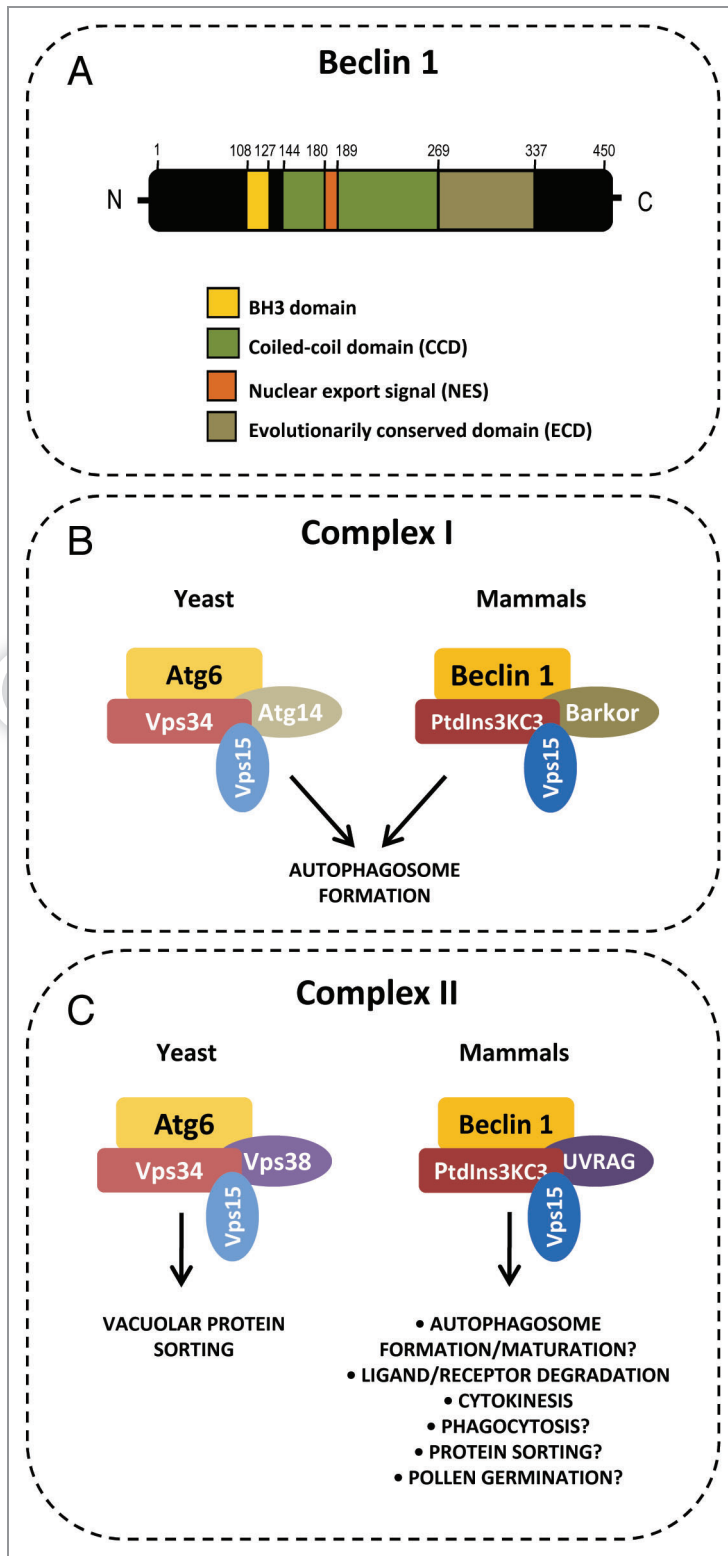 A
Beclin 1
1 108 127 144 180 189 269 337 450
N C
BH3 domain
Coiled-coil domain (CCD)
Nuclear export signal (NES)
Evolutionarily conserved domain (ECD)
B
Complex I
Yeast Mammals
Atg6 Beclin 1
Vps34 Atg14 PtdIns3KC3 Barkor
Vps15 Vps15
AUTOPHAGOSOME
FORMATION
C
Complex II
Yeast Mammals
Atg6 Beclin 1
Vps34 Vps38 PtdIns3KC3 UVRAG
Vps15 Vps15
VACUOLAR PROTEIN
SORTING
• AUTOPHAGOSOME
FORMATION/MATURATION?
• LIGAND/RECEPTOR DEGRADATION
• CYTOKINESIS
• PHAGOCYTOSIS?
• PROTEIN SORTING?
• POLLEN GERMINATION?